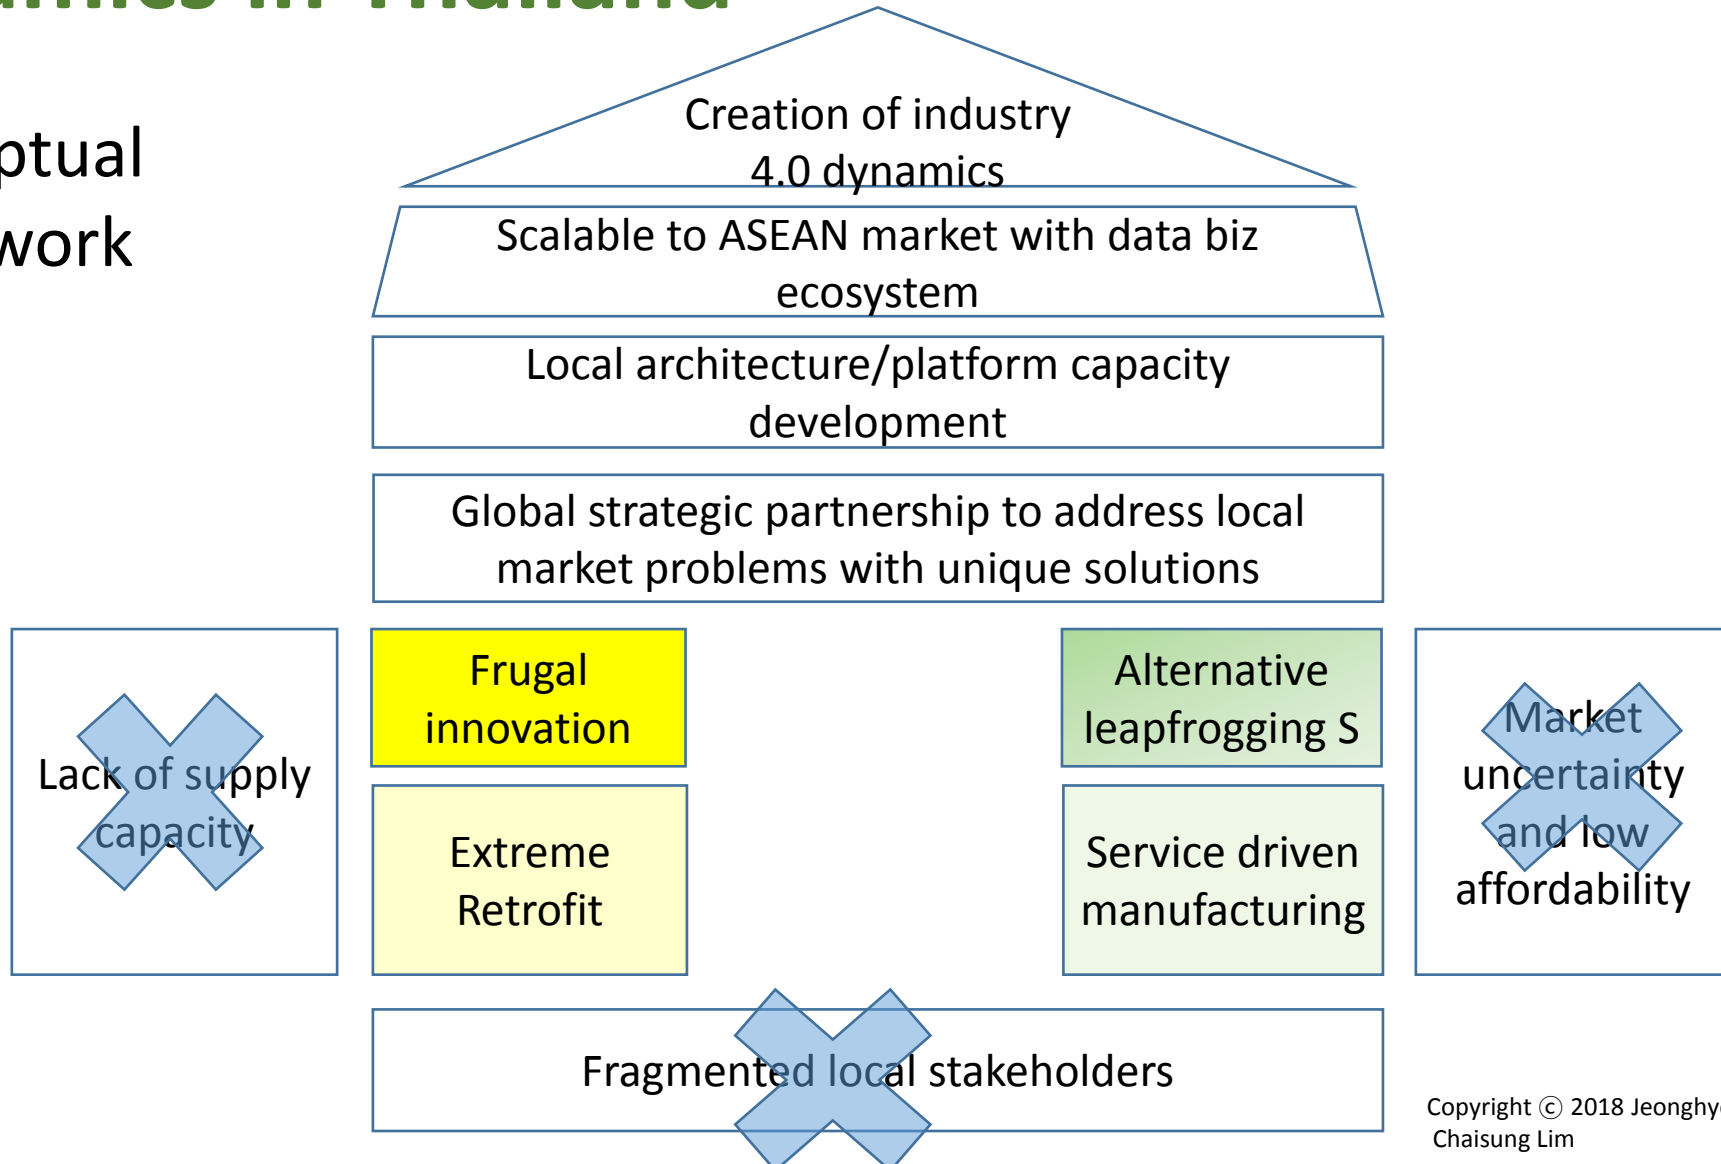 in Thailand
Creation of industry
4.0 dynamics
work
Scalable to ASEAN market with data biz
ecosystem
Local architecture/platform capacity
development
Global strategic partnership to address local
market problems with unique solutions
Lack of supply
capacity
Frugal
innovation
Extreme
Retrofit
Alternative
leapfrogging S
Service driven
manufacturing
Market
uncertainty
and low
affordability
Fragmented local stakeholders
Copyright ⓒ 2018
Chaisung Lim